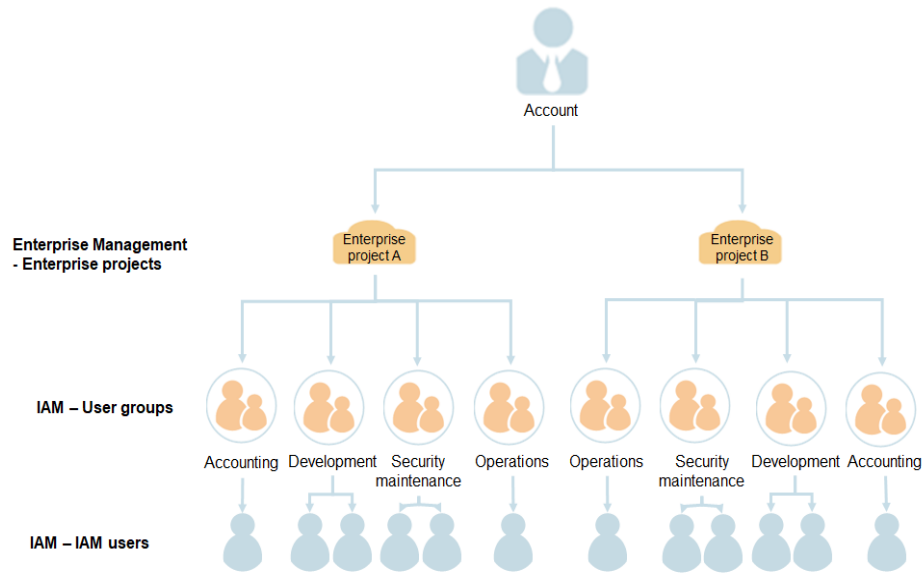 Account
Enterprise Management
- Enterprise projects
Enterprise
project A
Enterprise
project B
IAM – User groups
Accounting
Development
Security
maintenance
Operations
Operations
Security
maintenance
Development
Accounting
IAM – IAM users